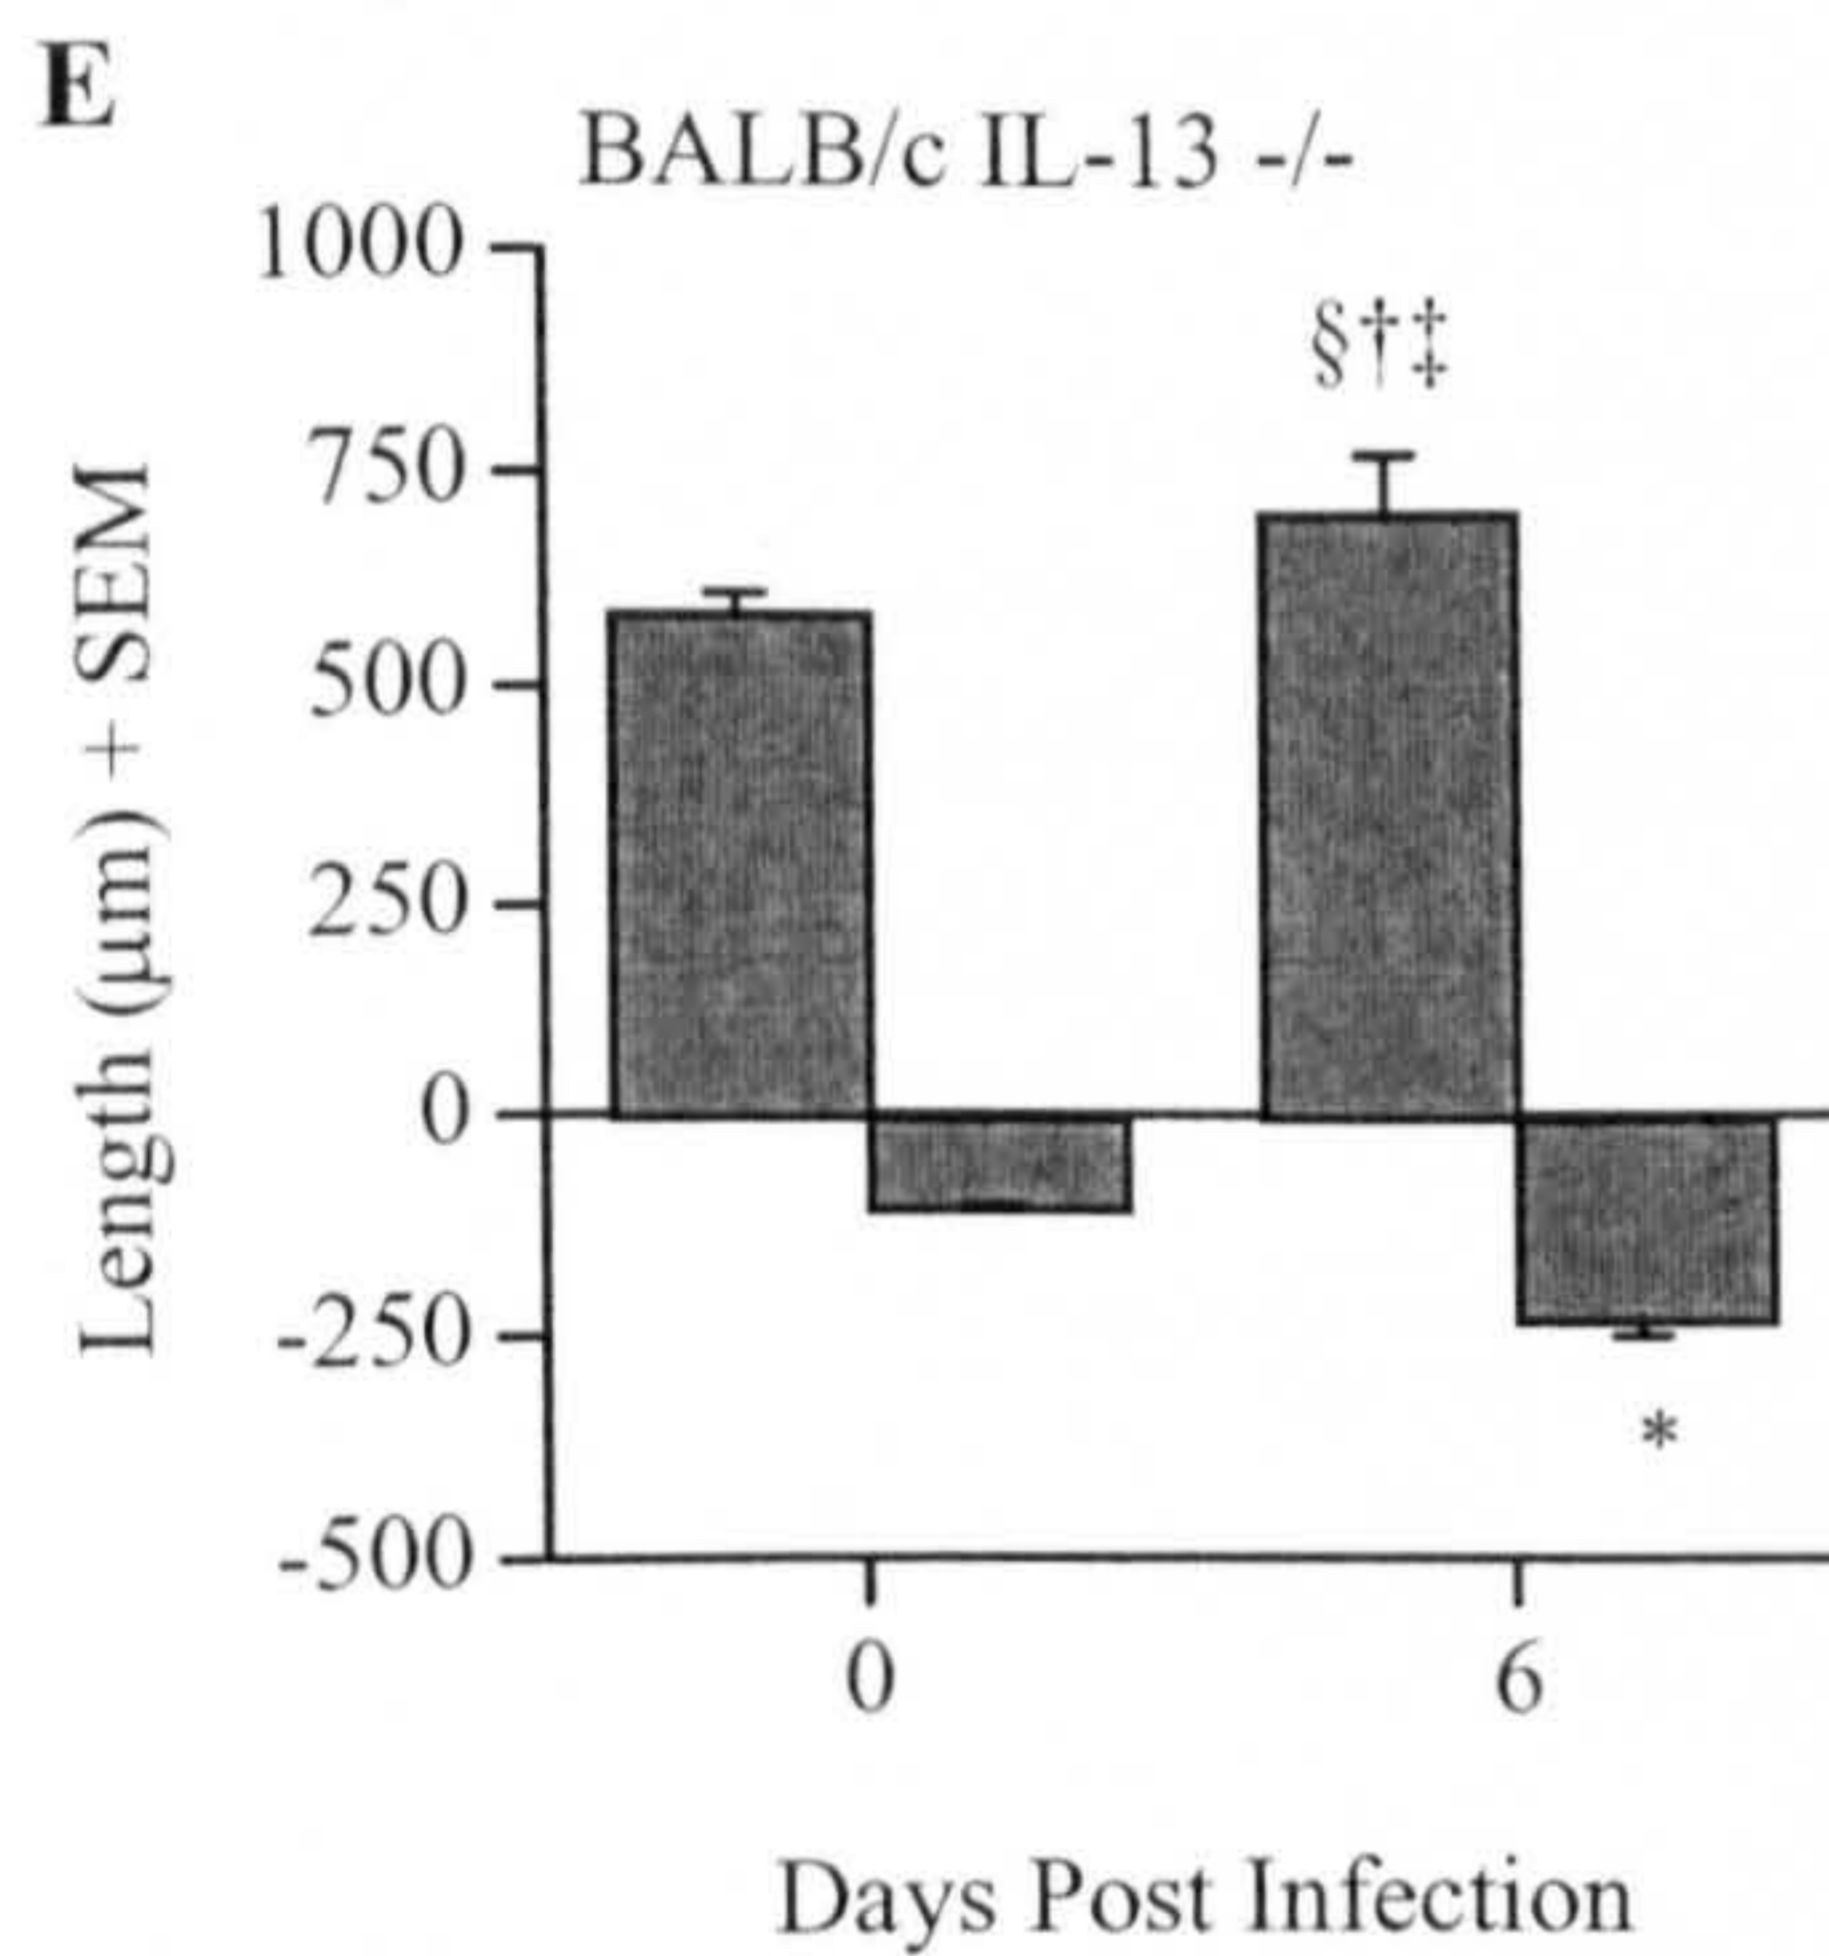 E
BALB/c IL-13 -/-
1000
§†‡
750
500
250
0
-250
*
-500
0 6
Days Post Infection
Length (μm) + SEM